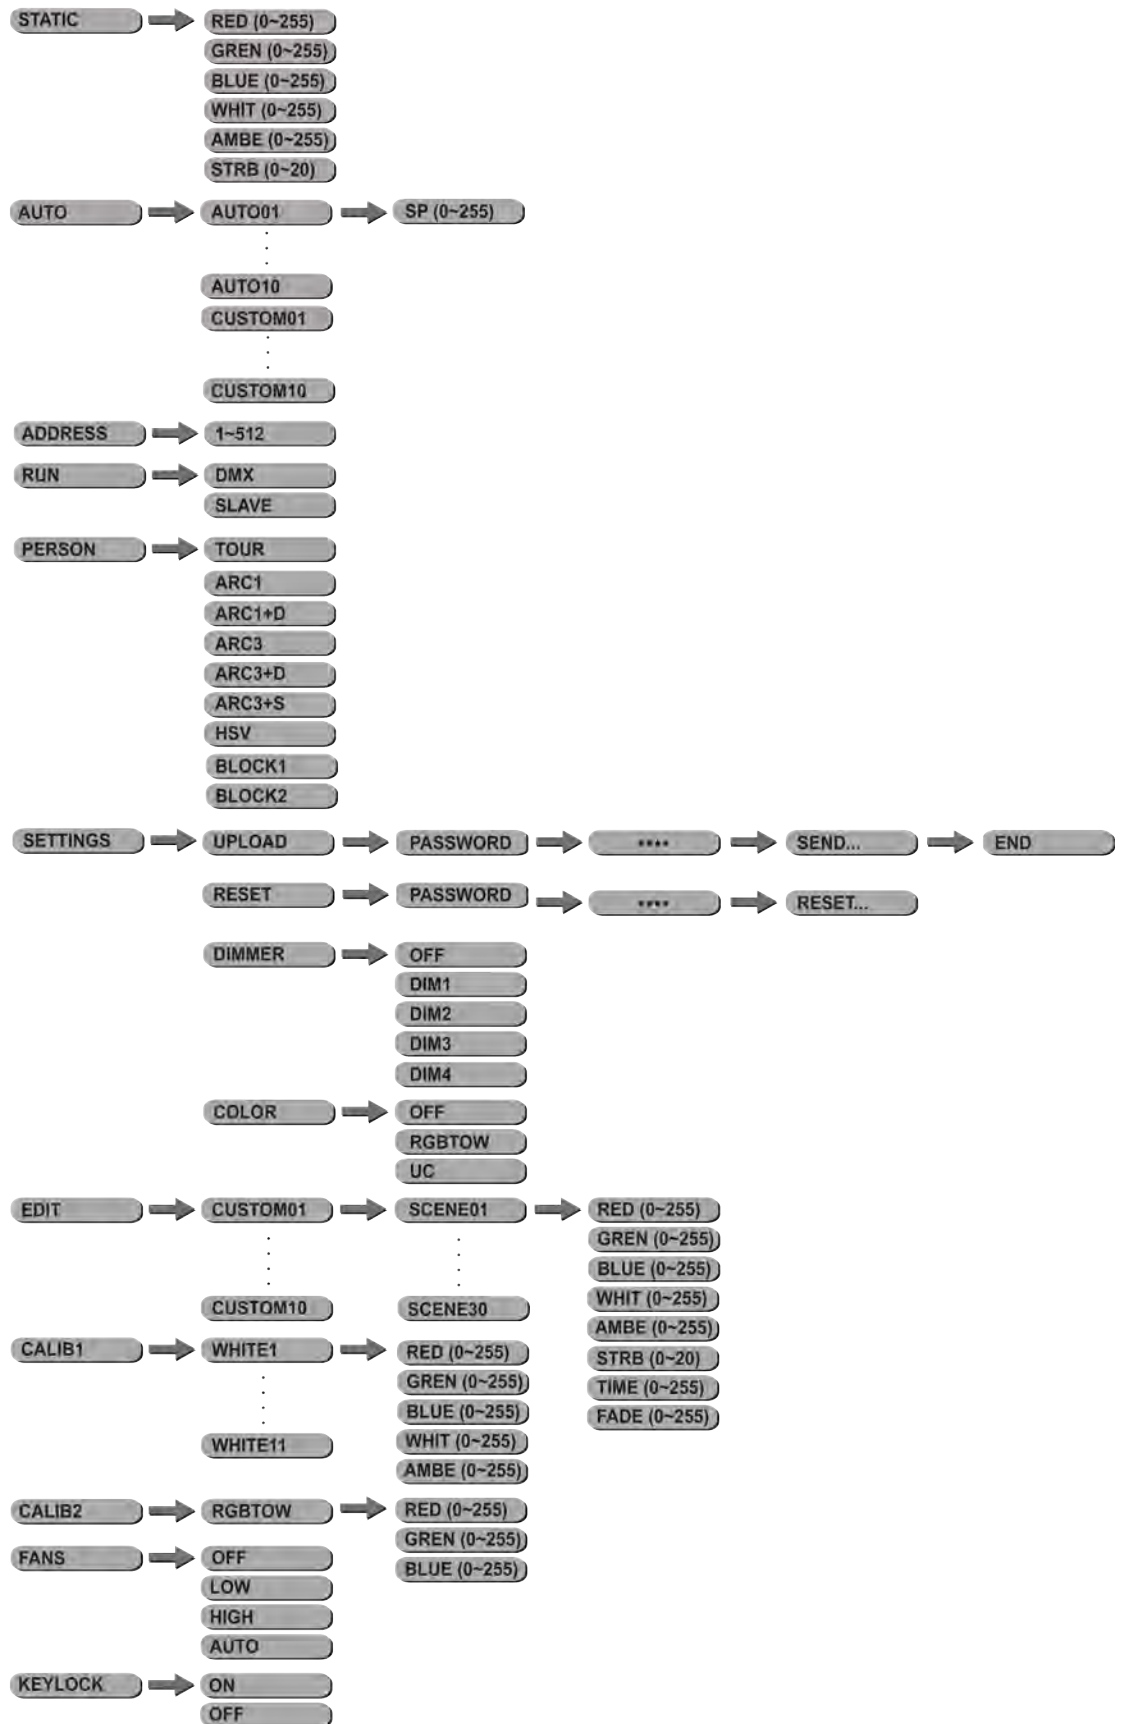 STATIC RED (0~255)
GREN (0~255)
BLUE (0~255)
WHIT (0~255)
AMBE (0~255)
STRB (0~20)
AUTO AUTO01 SP (0~255)
AUTO10
CUSTOM01
CUSTOM10
ADDRESS 1~512
RUN DMX
SLAVE
PERSON TOUR
ARC1
ARC1+D
ARC3
ARC3+D
ARC3+S
HSV
BLOCK1
BLOCK2
SETTINGS UPLOAD PASSWORD **** SEND... END
RESET PASSWORD **** RESET...
DIMMER OFF
DIM1
DIM2
DIM3
DIM4
COLOR OFF
RGBTOW
UC
EDIT CUSTOM01 SCENE01 RED (0~255)
GREN (0~255)
BLUE (0~255)
WHIT (0~255)
CUSTOM10 SCENE30
AMBE (0~255)
STRB (0~20)
TIME (0~255)
FADE (0~255)
CALIB1 WHITE1 RED (0~255)
GREN (0~255)
BLUE (0~255)
WHIT (0~255)
WHITE11
AMBE (0~255)
CALIB2 RGBTOW RED (0~255)
GREN (0~255)
BLUE (0~255)
FANS OFF
LOW
HIGH
AUTO
KEYLOCK ON
OFF